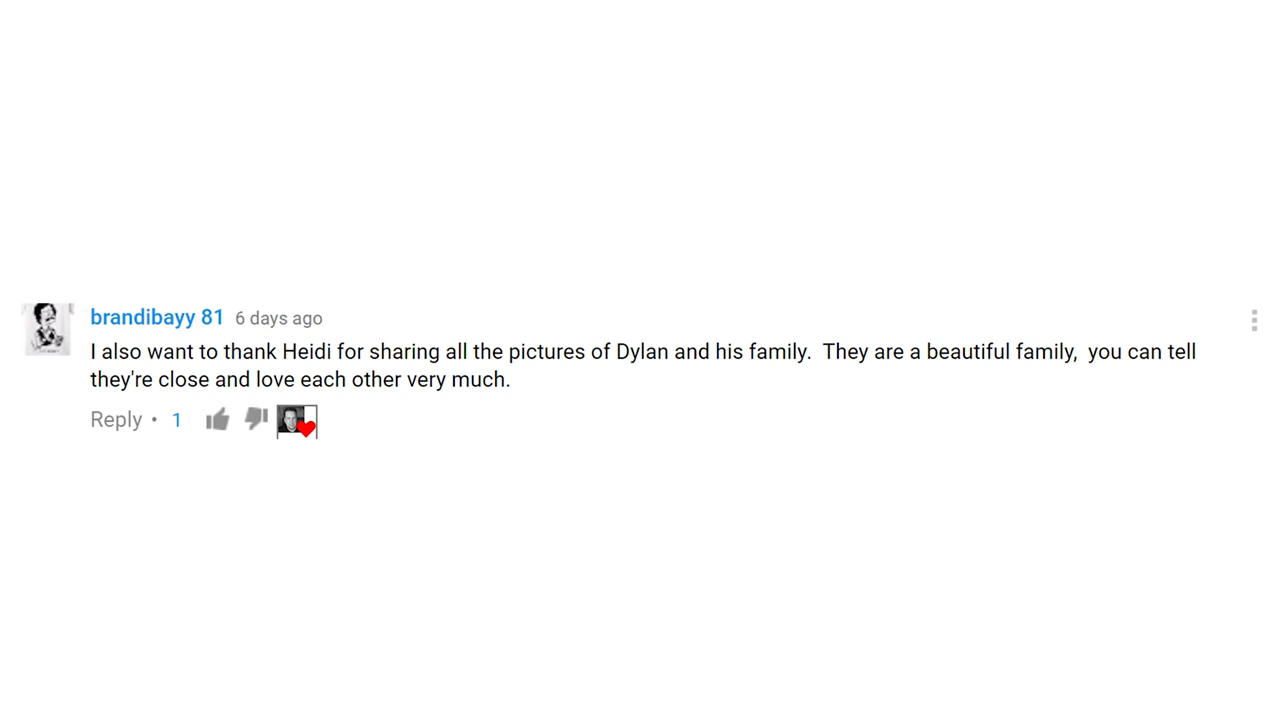 brandibayy 81 6 days ago
I also want to thank Heidi for sharing all the pictures of Dylan and his family.  They are a beautiful family,  you can tell
they're close and love each other very much.
Reply • 1